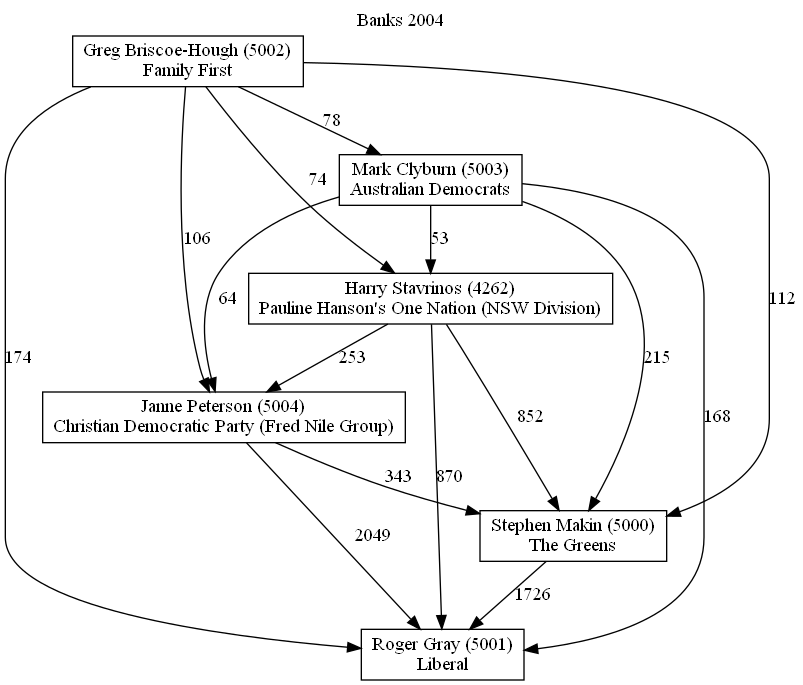 Banks 2004
Greg Briscoe-Hough (5002)
Family First
78
Mark Clyburn (5003)
Australian Democrats
74
106
53
64
112
Harry Stavrinos (4262)
Pauline Hanson's One Nation (NSW Division)
174
253
215
Janne Peterson (5004)
Christian Democratic Party (Fred Nile Group)
852
168
343
870
Stephen Makin (5000)
The Greens
2049
1726
Roger Gray (5001)
Liberal